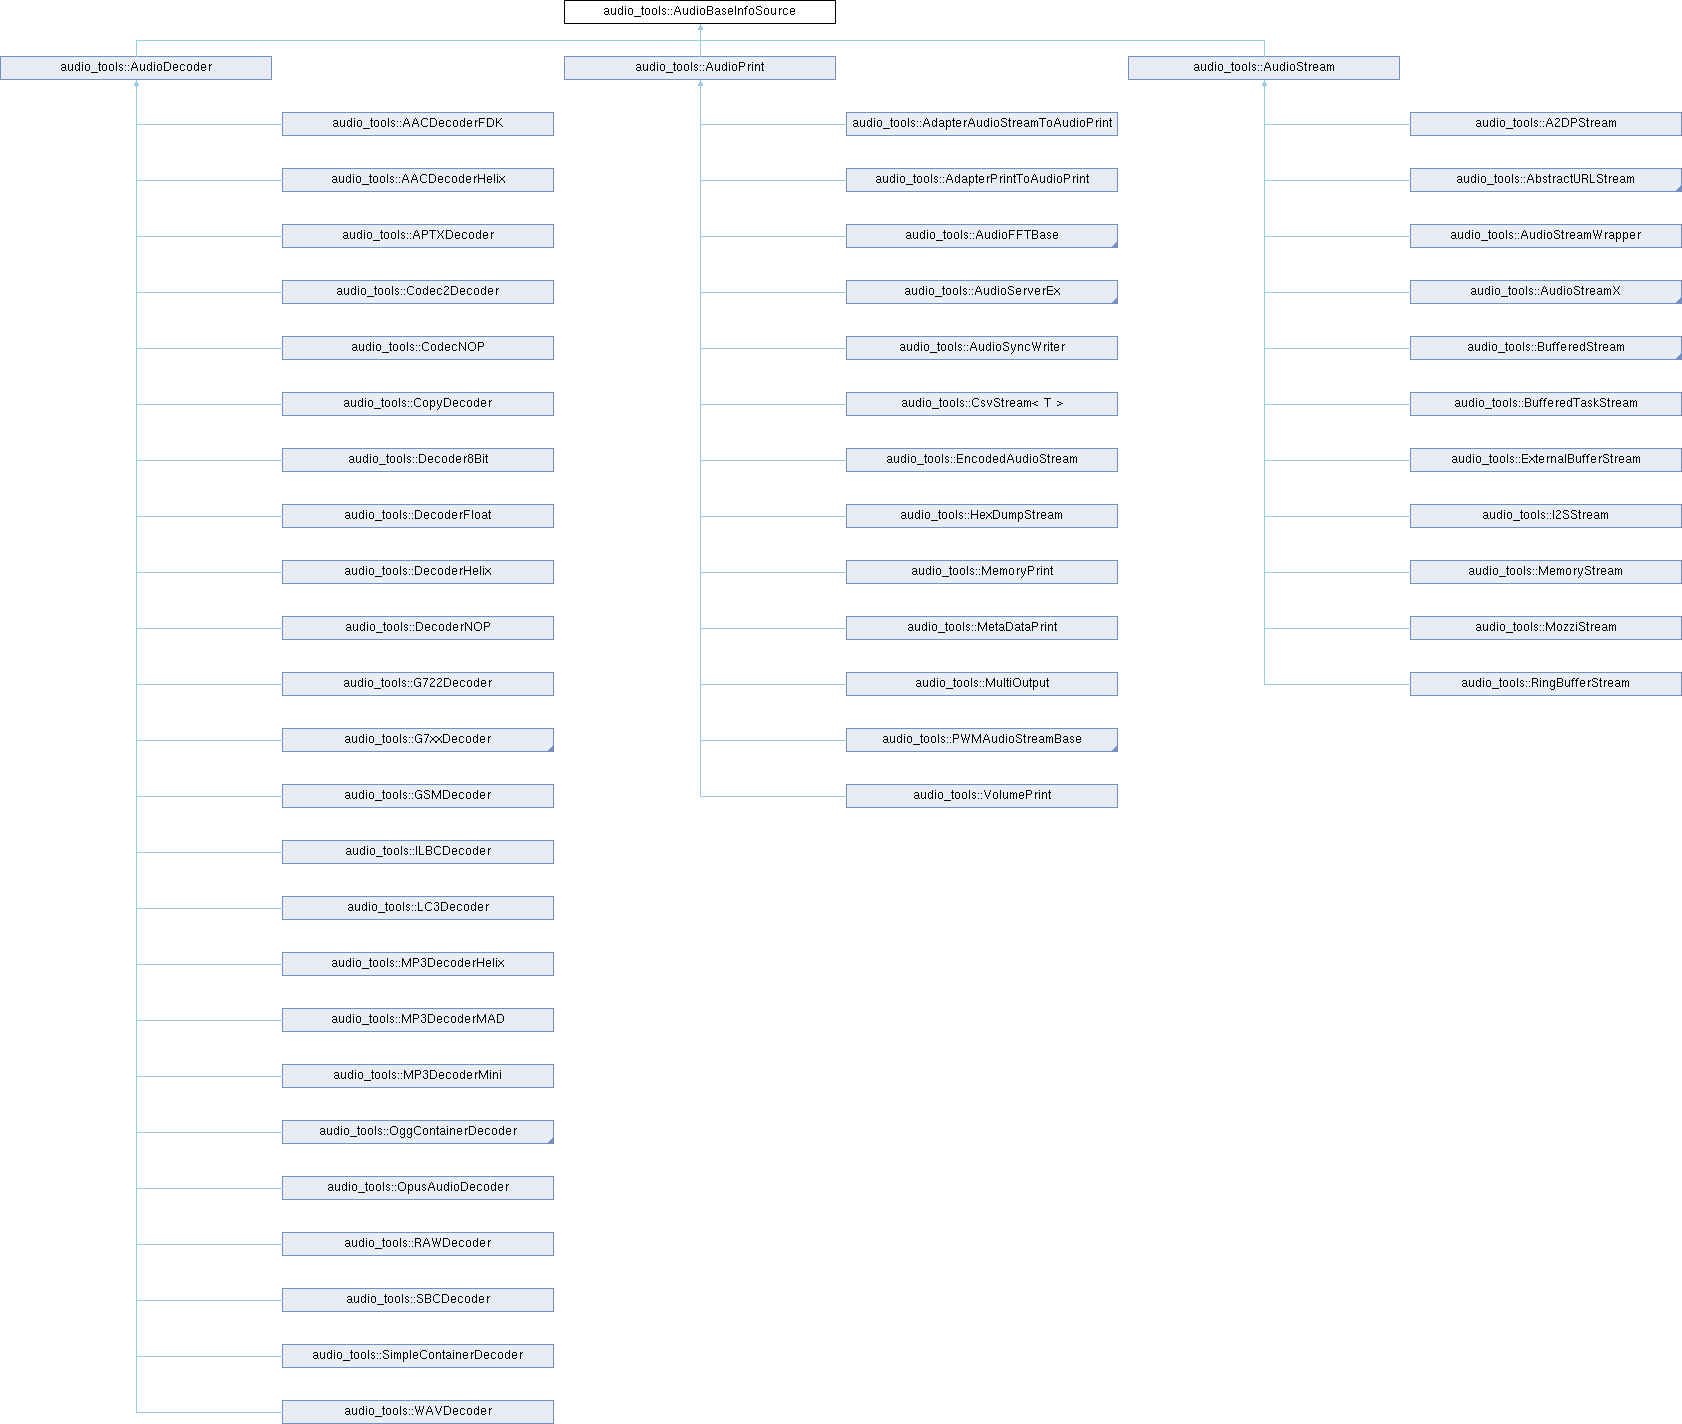 audio_tools::AudioBaseInfoSource
audio_tools::AudioDecoder
audio_tools::AudioPrint
audio_tools::AudioStream
audio_tools::AACDecoderFDK
audio_tools::AdapterAudioStreamToAudioPrint
audio_tools::A2DPStream
audio_tools::AACDecoderHelix
audio_tools::AdapterPrintToAudioPrint
audio_tools::AbstractURLStream
audio_tools::APTXDecoder
audio_tools::AudioFFTBase
audio_tools::AudioStreamWrapper
audio_tools::Codec2Decoder
audio_tools::AudioServerEx
audio_tools::AudioStreamX
audio_tools::CodecNOP
audio_tools::AudioSyncWriter
audio_tools::BufferedStream
audio_tools::CopyDecoder
audio_tools::CsvStream< T >
audio_tools::BufferedTaskStream
audio_tools::Decoder8Bit
audio_tools::EncodedAudioStream
audio_tools::ExternalBufferStream
audio_tools::DecoderFloat
audio_tools::HexDumpStream
audio_tools::I2SStream
audio_tools::DecoderHelix
audio_tools::MemoryPrint
audio_tools::MemoryStream
audio_tools::DecoderNOP
audio_tools::MetaDataPrint
audio_tools::MozziStream
audio_tools::G722Decoder
audio_tools::MultiOutput
audio_tools::RingBufferStream
audio_tools::G7xxDecoder
audio_tools::PWMAudioStreamBase
audio_tools::GSMDecoder
audio_tools::VolumePrint
audio_tools::ILBCDecoder
audio_tools::LC3Decoder
audio_tools::MP3DecoderHelix
audio_tools::MP3DecoderMAD
audio_tools::MP3DecoderMini
audio_tools::OggContainerDecoder
audio_tools::OpusAudioDecoder
audio_tools::RAWDecoder
audio_tools::SBCDecoder
audio_tools::SimpleContainerDecoder
audio_tools::WAVDecoder